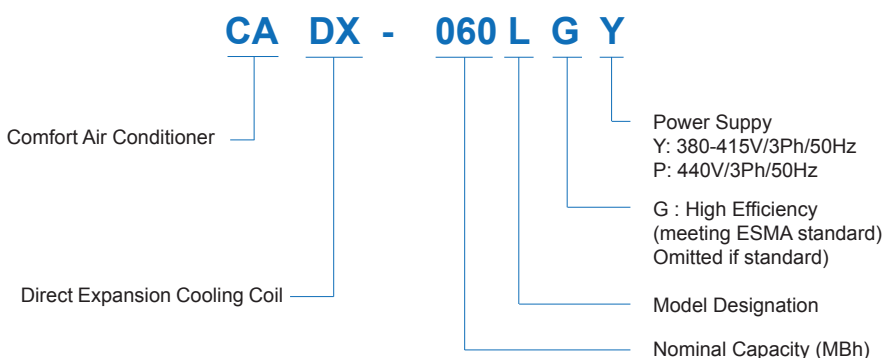 CA DX - 060 L G Y
Comfort Air Conditioner
Direct Expansion Cooling Coil
Power Suppy
Y: 380-415V/3Ph/50Hz
P: 440V/3Ph/50Hz
G : High Efficiency
(meeting ESMA standard)
Omitted if standard)
Model Designation
Nominal Capacity (MBh)